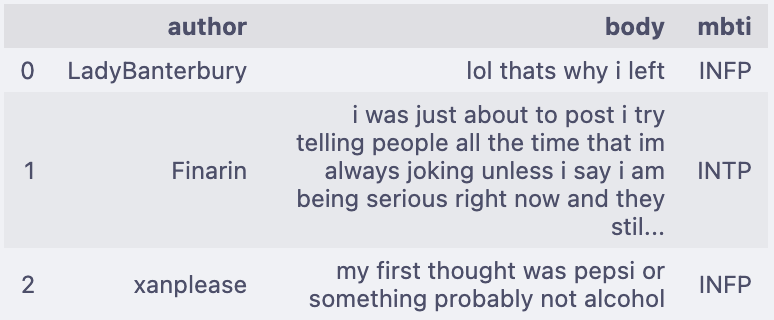 author body mbti
0 LadyBanterbury lol thats why i left INFP
i was just about to post i try
telling people all the time that im
1 Finarin always joking unless i say i am INTP
being serious right now and they
stil...
my first thought was pepsi or
2 xanplease something probably not alcohol INFP